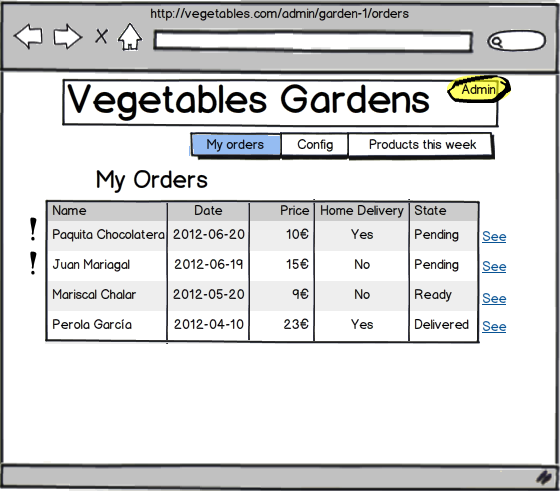 http://vegetables.com/admin/garden-1/orders
Vegetables Gardens
Admin
My orders Config Products this week
My Orders
Name Date Price Home Delivery State
! Paquita Chocolatera 2012-06-20 10€ Yes Pending See
! Juan Mariagal 2012-06-19 15€ No Pending See
Mariscal Chalar 2012-05-20 9€ No Ready See
Perola García 2012-04-10 23€ Yes Delivered See